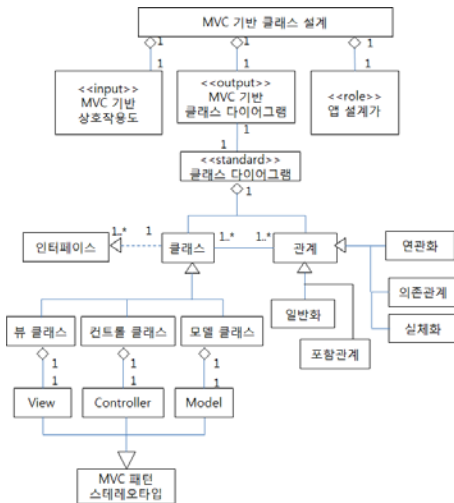 MVC 기반 클래스 설계
1
1
1
1
1
1
<<input>>
MVC 기반
상호작용도
<<output>>
MVC 기반
클래스 다이어그램
<<role>>
앱 설계가
1
1
<<standard>>
클래스 다이어그램
1
인터페이스
1..*
1
클래스
1..*
1..*
관계
연관화
의존관계
실체화
일반화
포함관계
뷰 클래스
컨트롤 클래스
모델 클래스
1
1
1
1
1
1
View
Controller
Model
MVC 패턴
스테레오타입